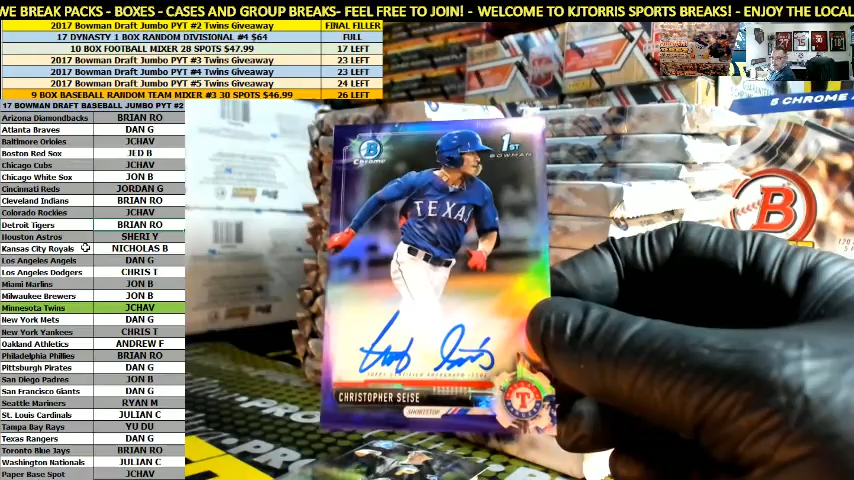 WE BREAK PACKS - BOXES - CASES AND GROUP BREAKS- FEEL FREE TO JOIN! - WELCOME TO KJTORRIS SPORTS BREAKS! - ENJOY THE LOCAL
2017 Bowman Draft Jumbo PYT #2 Twins Giveaway FINAL FILLER
17 DYNASTY 1 BOX RANDOM DIVISIONAL #4 $64 FULL
10 BOX FOOTBALL MIXER 28 SPOTS $47.99 17 LEFT
2017 Bowman Draft Jumbo PYT #3 Twins Giveaway 23 LEFT
2017 Bowman Draft Jumbo PYT #4 Twins Giveaway 23 LEFT
2017 Bowman Draft Jumbo PYT #5 Twins Giveaway 24 LEFT
9 BOX BASEBALL RANDOM TEAM MIXER #3 30 SPOTS $46.99 26 LEFT
17 BOWMAN DRAFT BASEBALL JUMBO PYT #2
Arizona Diamondbacks BRIAN RO
Atlanta Braves DAN G
Baltimore Orioles JCHAV
Boston Red Sox JED B
Chicago Cubs JCHAV
Chicago White Sox JON B
Cincinnati Reds JORDAN G
Cleveland Indians BRIAN RO
Colorado Rockies JCHAV
Detroit Tigers BRIAN RO
Houston Astros SHERI Y
Kansas City Royals NICHOLAS B
Los Angeles Angels DAN G
Los Angeles Dodgers CHRIS T
Miami Marlins JON B
Milwaukee Brewers JON B
Minnesota Twins JCHAV
New York Mets DAN G
New York Yankees CHRIS T
Oakland Athletics ANDREW F
Philadelphia Phillies BRIAN RO
Pittsburgh Pirates DAN G
San Diego Padres JON B
San Francisco Giants DAN G
Seattle Mariners RYAN M
St. Louis Cardinals JULIAN C
Tampa Bay Rays YU DU
Texas Rangers DAN G
Toronto Blue Jays BRIAN RO
Washington Nationals JULIAN C
Paper Base Spot JCHAV
B
Chrome
1ST
BOWMAN
TEXAS
TOPPS CERTIFIED AUTOGRAPH ISSUE
CHRISTOPHER SEISE
SHORTSTOP
T
5 CHROME A
B